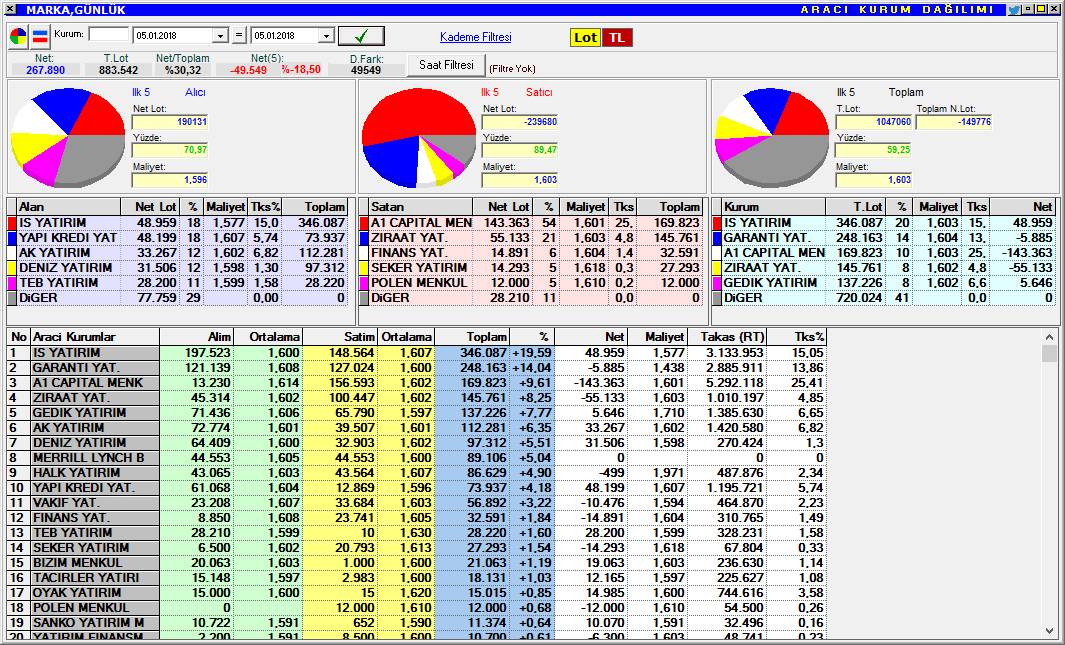 MARKA,GÜNLÜK ARACI KURUM DAĞILIMI
Kurum: 05.01.2018 = 05.01.2018 Kademe Filtresi Lot TL
Net: T.Lot Net/Toplam Net(5): D.Fark: Saat Filtresi (Filtre Yok)
267.890 883.542 %30,32 -49.549 %-18,50 49549
Ilk 5 Alıcı
Net Lot:
190131
Yüzde:
70,97
Maliyet:
1,596
Ilk 5 Satıcı
Net Lot:
-239680
Yüzde:
89,47
Maliyet:
1,603
Ilk 5 Toplam
T.Lot: Toplam N.Lot:
1047060 -149776
Yüzde:
59,25
Maliyet:
1,603
Alan Net Lot % Maliyet Tks% Toplam
IS YATIRIM 48.959 18 1,577 15,0 346.087
YAPI KREDI YAT 48.199 18 1,607 5,74 73.937
AK YATIRIM 33.267 12 1,602 6,82 112.281
DENIZ YATIRIM 31.506 12 1,598 1,30 97.312
TEB YATIRIM 28.200 11 1,599 1,58 28.220
DiGER 77.759 29 0,00 0
Satan Net Lot % Maliyet Tks Toplam
A1 CAPITAL MEN 143.363 54 1,601 25, 169.823
ZIRAAT YAT. 55.133 21 1,603 4,8 145.761
FINANS YAT. 14.891 6 1,604 1,4 32.591
SEKER YATIRIM 14.293 5 1,618 0,3 27.293
POLEN MENKUL 12.000 5 1,610 0,2 12.000
DiGER 28.210 11 0,0 0
Kurum T.Lot % Maliyet Tks Net
IS YATIRIM 346.087 20 1,603 15, 48.959
GARANTI YAT. 248.163 14 1,604 13, -5.885
A1 CAPITAL MEN 169.823 10 1,603 25, -143.363
ZIRAAT YAT. 145.761 8 1,602 4,8 -55.133
GEDIK YATIRIM 137.226 8 1,602 6,6 5.646
DiGER 720.024 41 0,0 0
No Araci Kurumlar Alim Ortalama Satim Ortalama Toplam % Net Maliyet Takas (RT) Tks%
1 IS YATIRIM 197.523 1,600 148.564 1,607 346.087 +19,59 48.959 1,577 3.133.953 15,05
2 GARANTI YAT. 121.139 1,608 127.024 1,600 248.163 +14,04 -5.885 1,438 2.885.911 13,86
3 A1 CAPITAL MENK 13.230 1,614 156.593 1,602 169.823 +9,61 -143.363 1,601 5.292.118 25,41
4 ZIRAAT YAT. 45.314 1,602 100.447 1,602 145.761 +8,25 -55.133 1,603 1.010.197 4,85
5 GEDIK YATIRIM 71.436 1,606 65.790 1,597 137.226 +7,77 5.646 1,710 1.385.630 6,65
6 AK YATIRIM 72.774 1,601 39.507 1,601 112.281 +6,35 33.267 1,602 1.420.580 6,82
7 DENIZ YATIRIM 64.409 1,600 32.903 1,602 97.312 +5,51 31.506 1,598 270.424 1,3
8 MERRILL LYNCH B 44.553 1,605 44.553 1,600 89.106 +5,04 0 0 0
9 HALK YATIRIM 43.065 1,603 43.564 1,607 86.629 +4,90 -499 1,971 487.876 2,34
10 YAPI KREDI YAT. 61.068 1,604 12.869 1,596 73.937 +4,18 48.199 1,607 1.195.721 5,74
11 VAKIF YAT. 23.208 1,607 33.684 1,603 56.892 +3,22 -10.476 1,594 464.870 2,23
12 FINANS YAT. 8.850 1,608 23.741 1,605 32.591 +1,84 -14.891 1,604 310.765 1,49
13 TEB YATIRIM 28.210 1,599 10 1,630 28.220 +1,60 28.200 1,599 328.231 1,58
14 SEKER YATIRIM 6.500 1,602 20.793 1,613 27.293 +1,54 -14.293 1,618 67.804 0,33
15 BIZIM MENKUL 20.063 1,603 1.000 1,600 21.063 +1,19 19.063 1,603 236.630 1,14
16 TACIRLER YATIRI 15.148 1,597 2.983 1,600 18.131 +1,03 12.165 1,597 225.627 1,08
17 OYAK YATIRIM 15.000 1,600 15 1,620 15.015 +0,85 14.985 1,600 744.616 3,58
18 POLEN MENKUL 0 12.000 1,610 12.000 +0,68 -12.000 1,610 54.500 0,26
19 SANKO YATIRIM M 10.722 1,591 652 1,590 11.374 +0,64 10.070 1,591 32.496 0,16
20 YATIRIM FINANSM 2.200 1,591 8.500 1,600 10.700 +0,61 -6.300 1,603 48.741 0,23